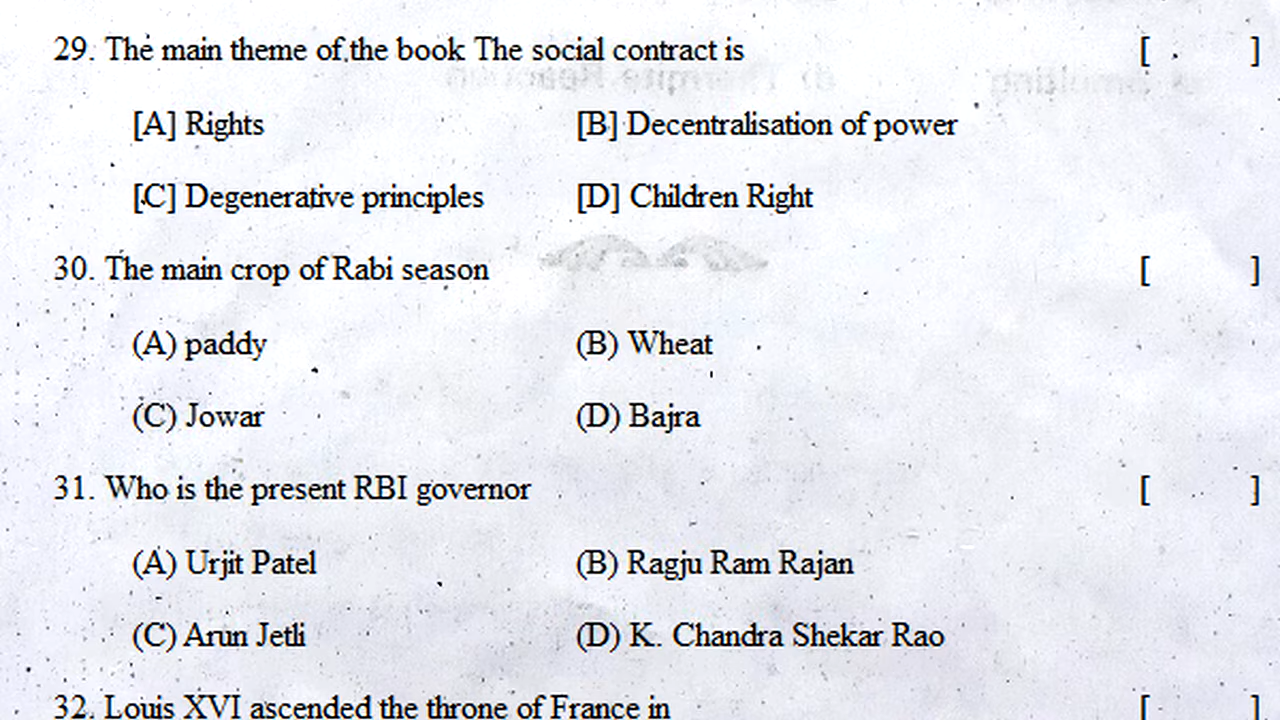 29. The main theme of the book The social contract is [ ]
[A] Rights [B] Decentralisation of power
[C] Degenerative principles [D] Children Right
30. The main crop of Rabi season [ ]
(A) paddy (B) Wheat
(C) Jowar (D) Bajra
31. Who is the present RBI governor [ ]
(A) Urjit Patel (B) Ragju Ram Rajan
(C) Arun Jetli (D) K. Chandra Shekar Rao
32. Louis XVI ascended the throne of France in [ ]